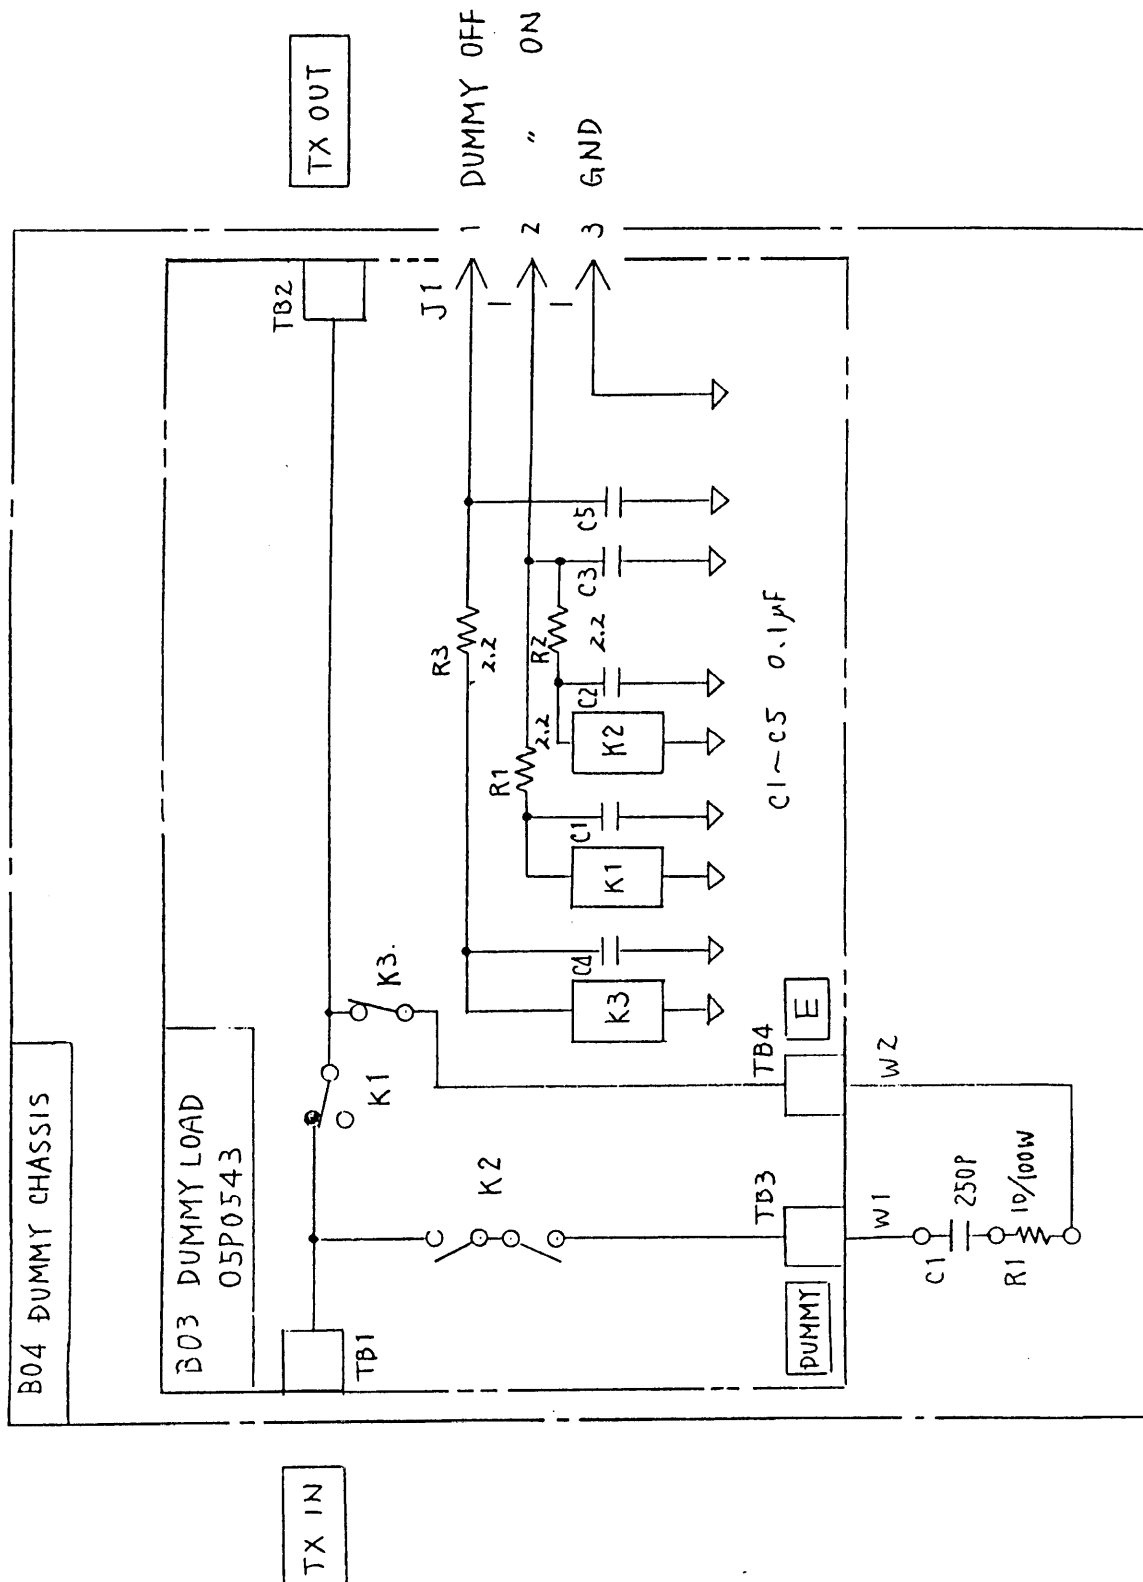 B04 DUMMY CHASSIS
B03 DUMMY LOAD
05P0543
TX IN
TX OUT
TB1
TB2
K1
K2
K3.
J1
1 DUMMY OFF
2 〃 ON
3 GND
R3
2.2
R1
2.2
R2
2.2
C4
C1
C2
C3
C5
K3
K1
K2
C1~C5 0.1μF
DUMMY
TB3
TB4
E
W1
W2
C1
250P
R1
10/100W